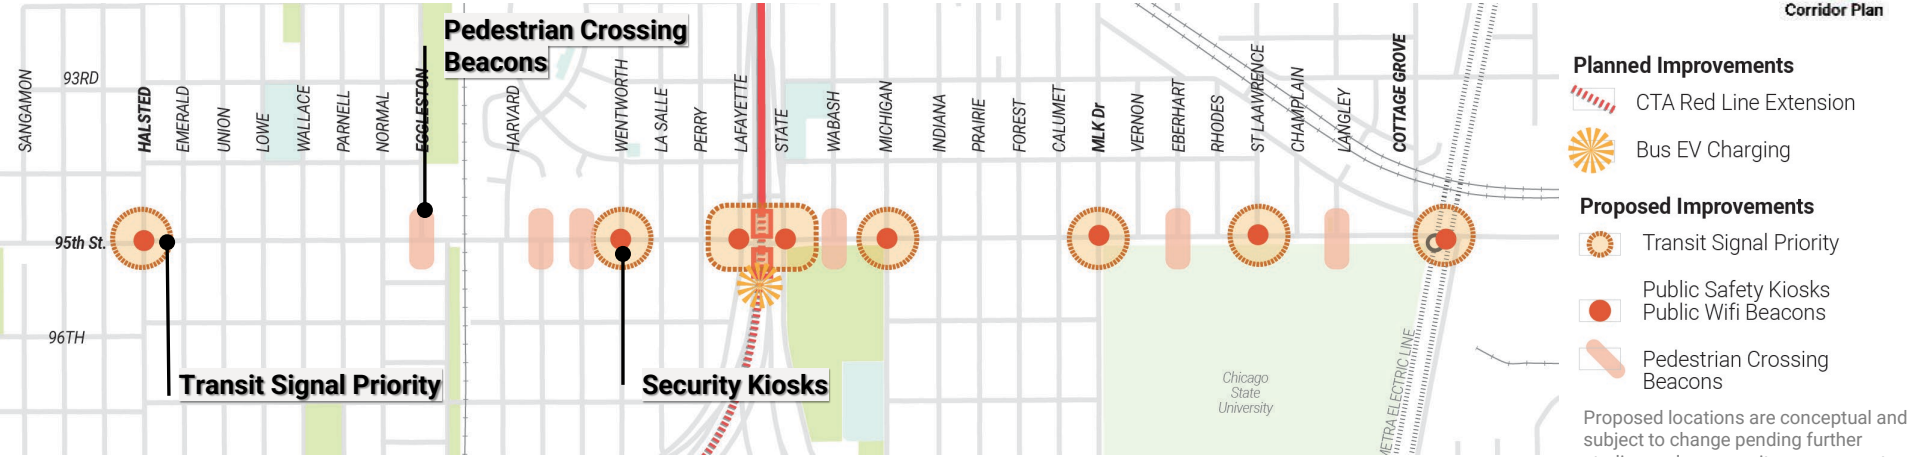 Corridor Plan
Pedestrian Crossing
Beacons
SANGAMON
93RD
HALSTED
EMERALD
UNION
LOWE
WALLACE
PARNELL
NORMAL
EGGLESTON
HARVARD
WENTWORTH
LA SALLE
PERRY
LAFAYETTE
STATE
WABASH
MICHIGAN
INDIANA
PRAIRIE
FOREST
CALUMET
MLK Dr
VERNON
EBERHART
RHODES
ST LAWRENCE
CHAMPLAIN
LANGLEY
COTTAGE GROVE
95th St.
96TH
Transit Signal Priority
Security Kiosks
Chicago
State
University
METRA ELECTRIC LINE
Planned Improvements
CTA Red Line Extension
Bus EV Charging
Proposed Improvements
Transit Signal Priority
Public Safety Kiosks
Public Wifi Beacons
Pedestrian Crossing
Beacons
Proposed locations are conceptual and
subject to change pending further